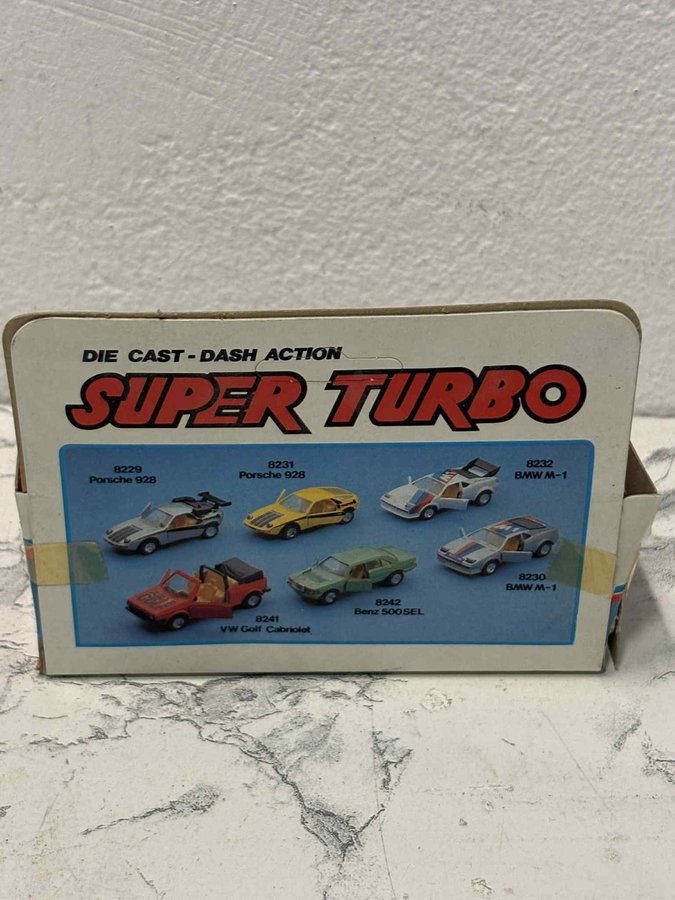 DIE CAST - DASH ACTION
SUPER TURBO
8229
Porsche 928
8231
Porsche 928
8232
BMW M-1
8241
VW Golf Cabriolet
8242
Benz 500SEL
8230
BMW M-1